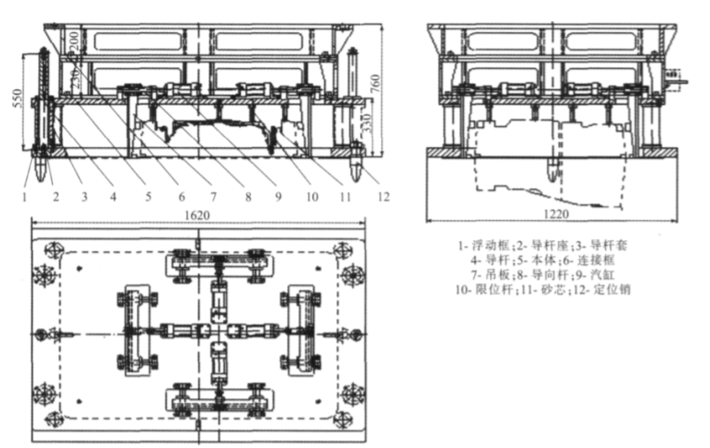 200
230
550
760
330
1 2 3 4 5 6 7 8 9 10 11 12
1620
1220
1- 浮动框;2- 导杆座;3- 导杆套
4- 导杆;5- 本体;6- 连接框
7- 吊板;8- 导向杆;9- 汽缸
10- 限位杆;11- 砂芯;12- 定位销